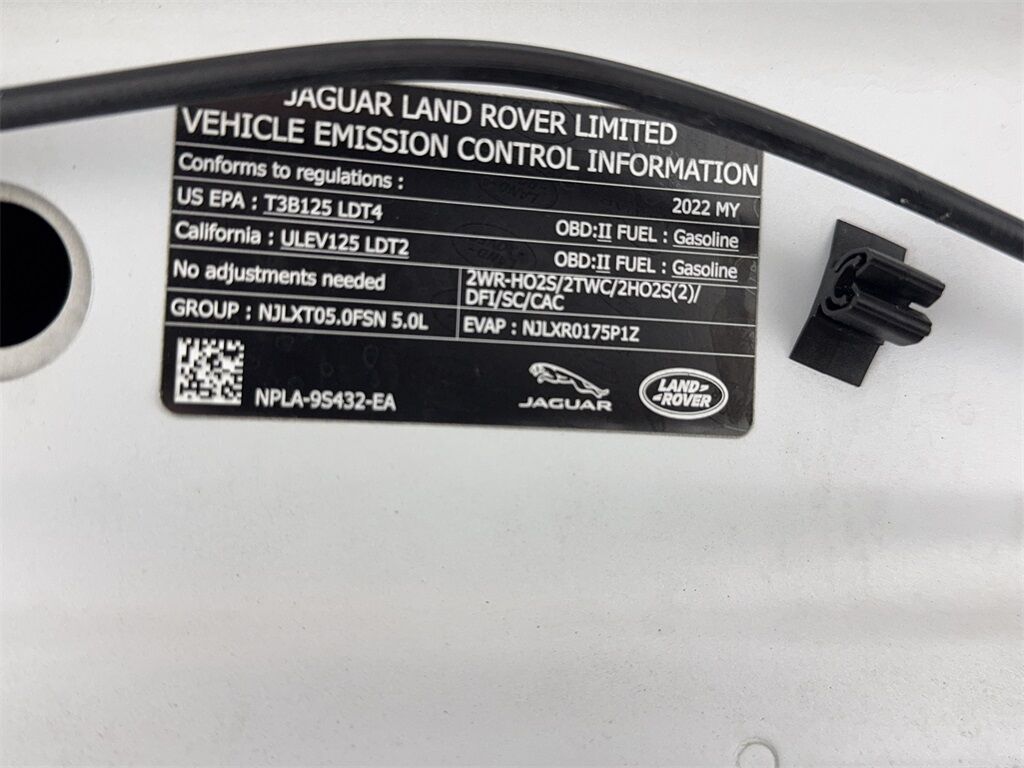 JAGUAR LAND ROVER LIMITED
VEHICLE EMISSION CONTROL INFORMATION
Conforms to regulations :
2022 MY
US EPA : T3B125 LDT4
OBD:II FUEL : Gasoline
California : ULEV125 LDT2
OBD:II FUEL : Gasoline
No adjustments needed
2WR-HO2S/2TWC/2HO2S(2)/
DFI/SC/CAC
GROUP : NJLXT05.0FSN 5.0L
EVAP : NJLXR0175P1Z
NPLA-9S432-EA
JAGUAR
LAND
ROVER